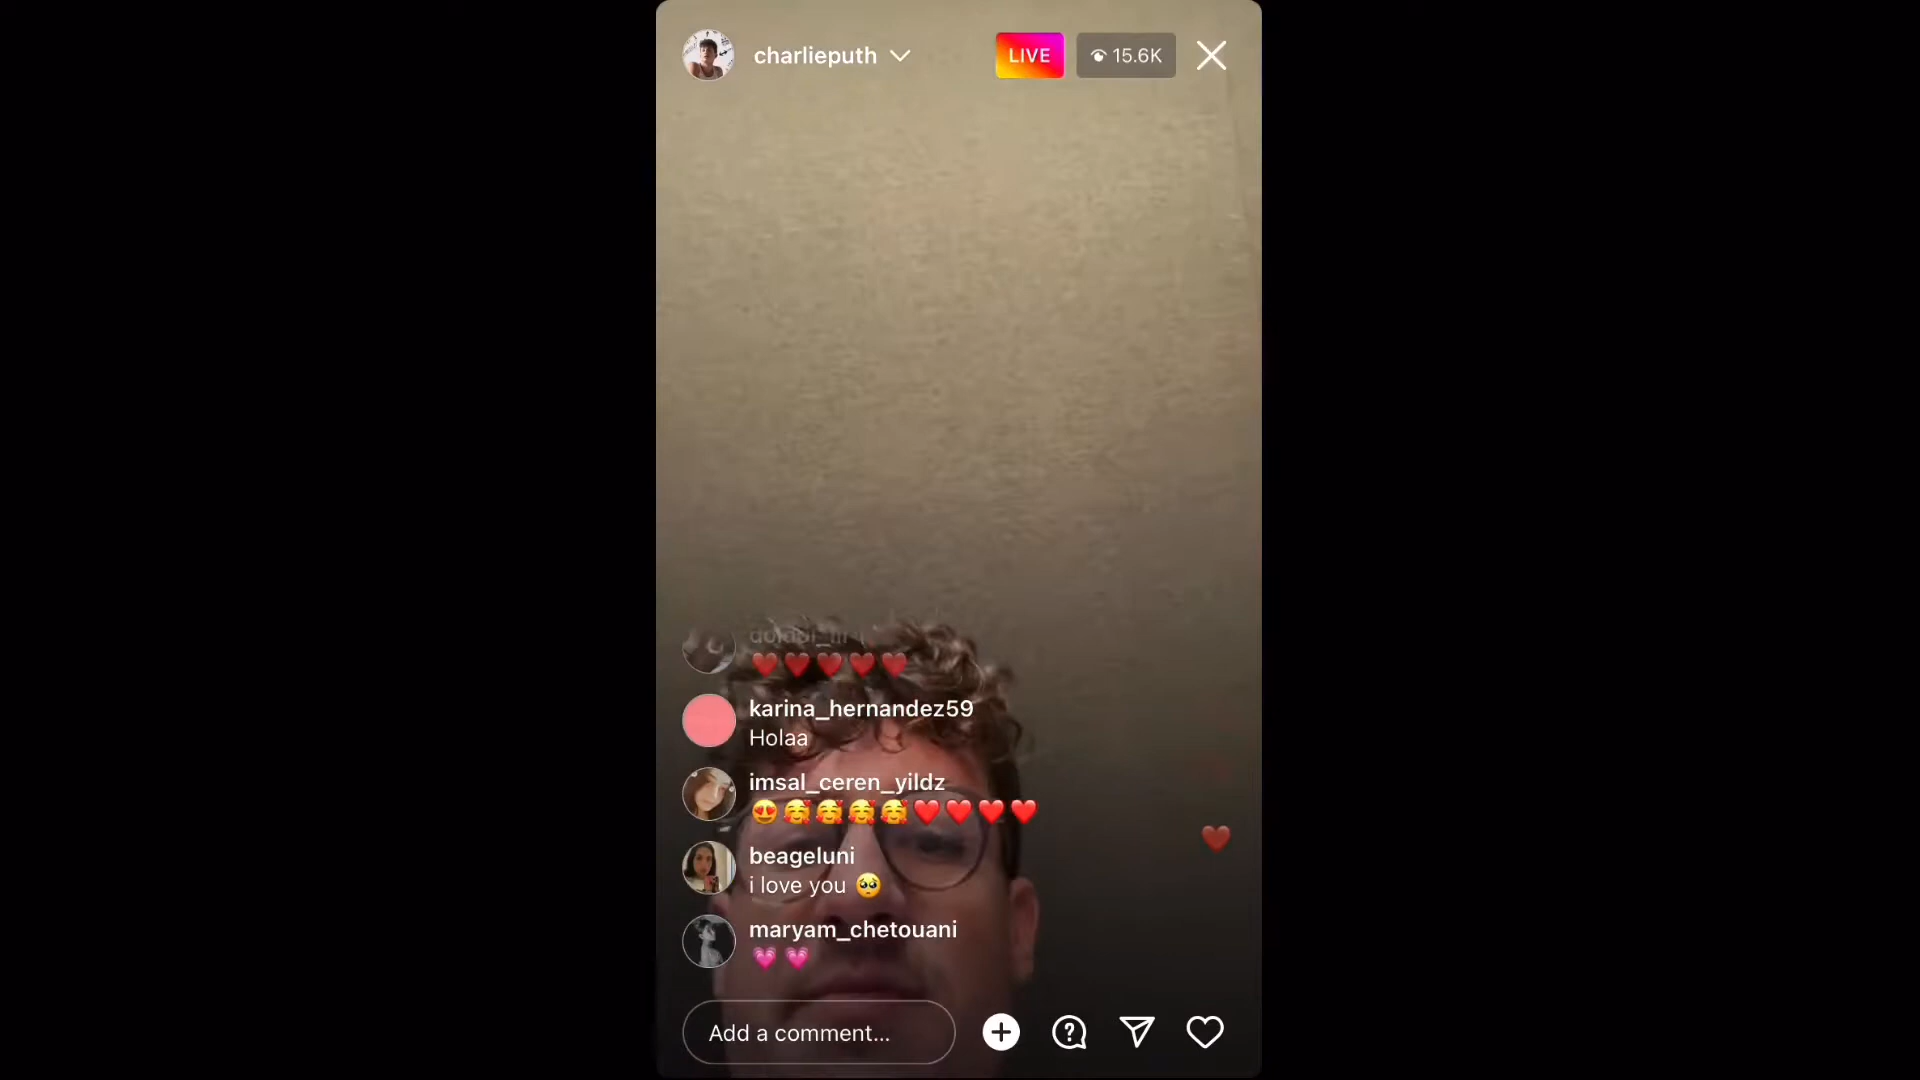 charlieputh
LIVE
15.6K
❤️❤️❤️❤️❤️
karina_hernandez59
Holaa
imsal_ceren_yildz
😍🥰🥰🥰🥰❤️❤️❤️❤️
beageluni
i love you 🥺
maryam_chetouani
💗💗
Add a comment...